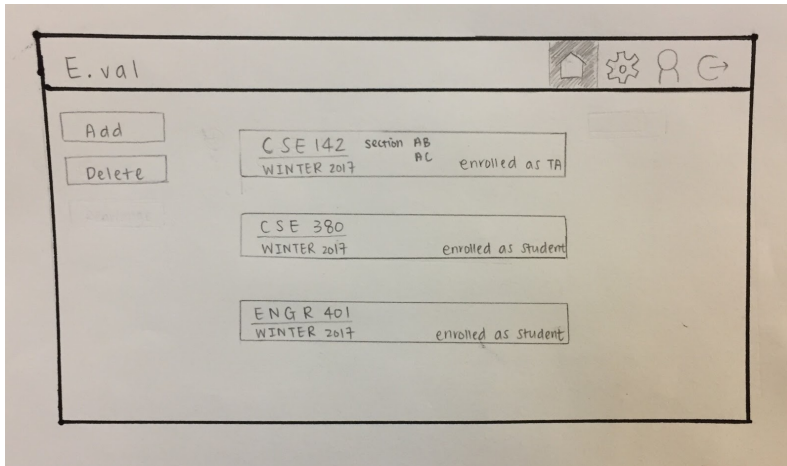 E.val
Add
Delete
CSE 142 section AB
AC
WINTER 2017 enrolled as TA
CSE 380
WINTER 2017 enrolled as student
ENGR 401
WINTER 2017 enrolled as student